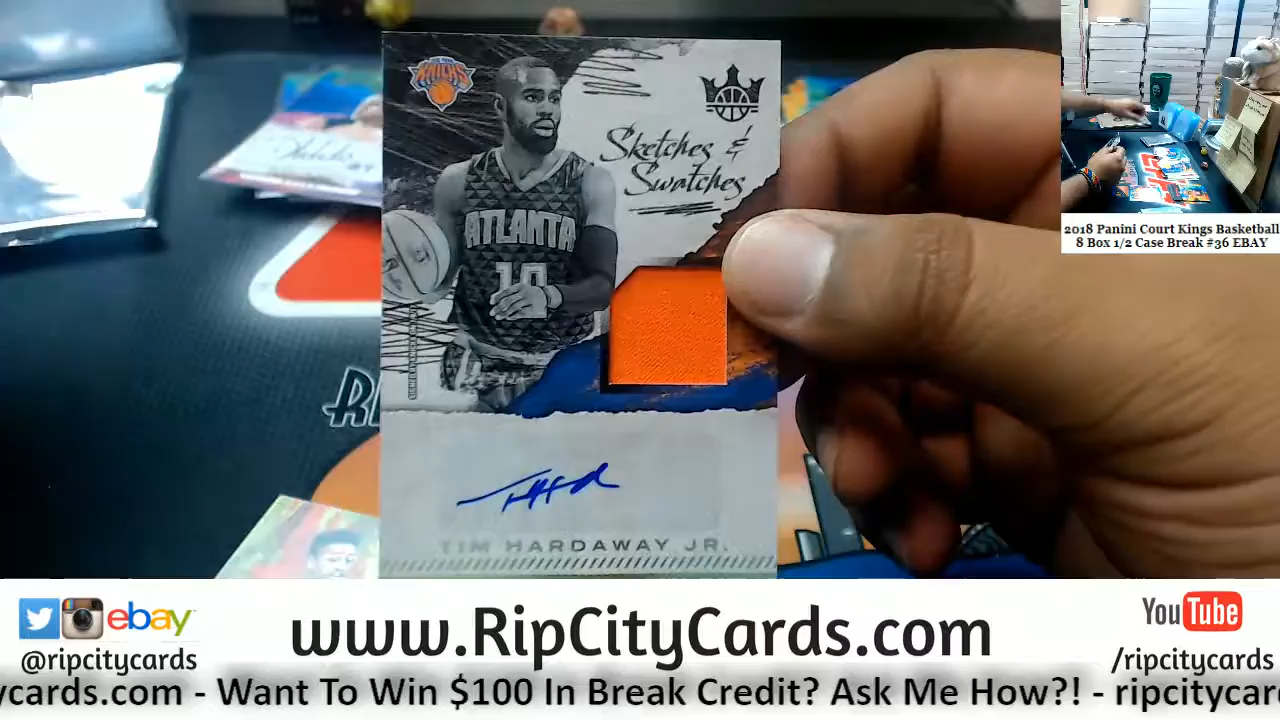 KNICKS
Sketches &
Swatches
ATLANTA
10
TIM HARDAWAY JR.
2018 Panini Court Kings Basketball
8 Box 1/2 Case Break #36 EBAY
ebay
@ripcitycards
www.RipCityCards.com
YouTube
/ripcitycards
ycards.com - Want To Win $100 In Break Credit? Ask Me How?! - ripcitycar